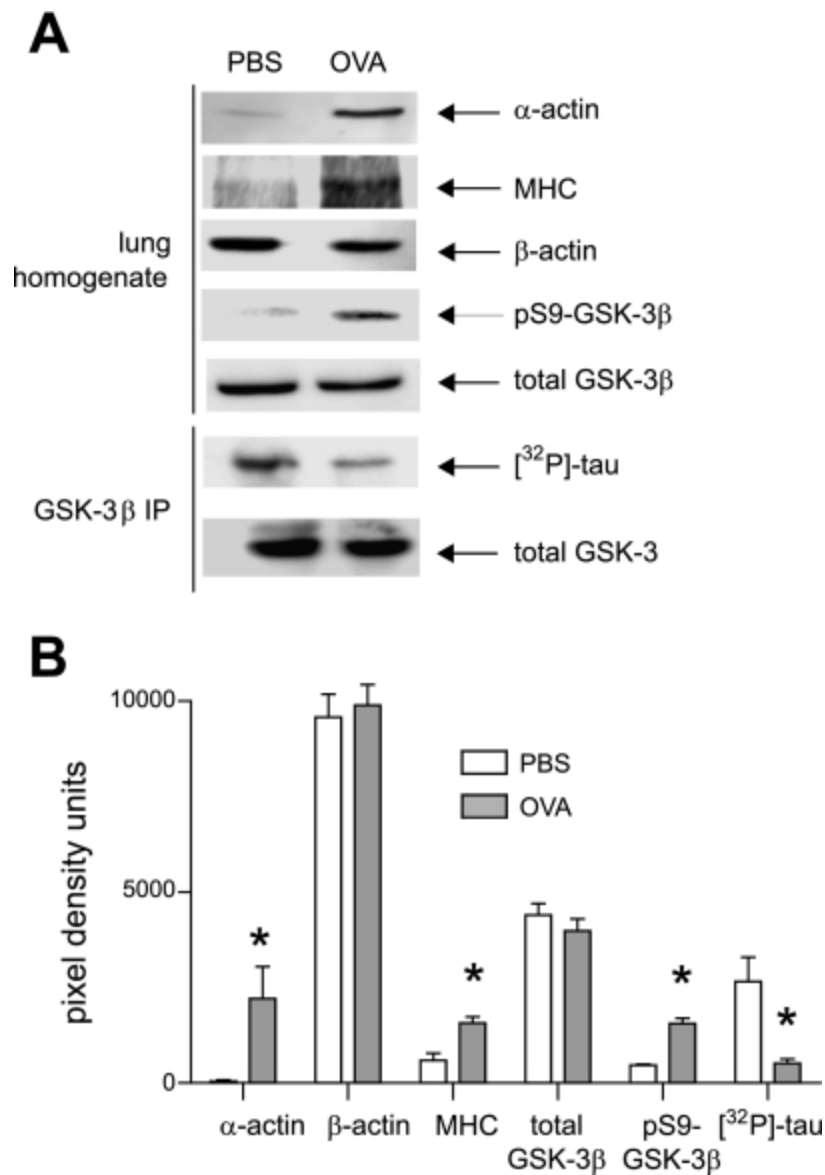 A
PBS OVA
α-actin
MHC
lung
homogenate
β-actin
pS9-GSK-3β
total GSK-3β
[³²P]-tau
GSK-3β IP
total GSK-3
B
10000
PBS
OVA
pixel density units
5000
*
*
*
*
0
α-actin β-actin MHC total pS9- [³²P]-tau
GSK-3β GSK-3β